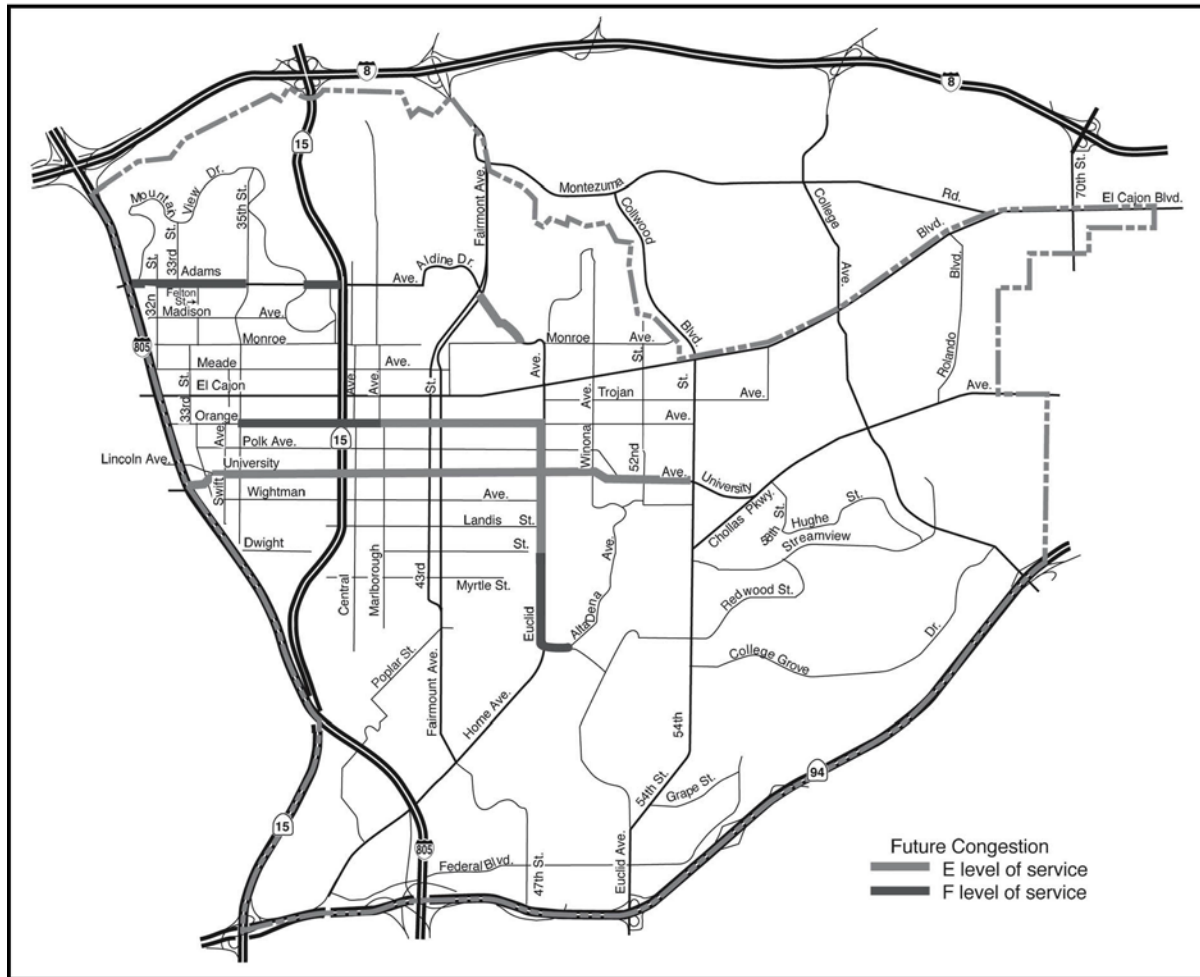 8
8
15
70th St.
Mountain
View Dr.
35th St.
Fairmont Ave.
Montezuma
Rd.
El Cajon Blvd.
Collwood
College
Blvd.
33rd
St.
St.
Aldine Dr.
Adams
Ave.
Ave.
32n
Felton
St.→
Madison
Ave.
Blvd.
Blvd.
805
Monroe
Ave.
Monroe
Ave.
Rolando
Meade
Ave.
St.
El Cajon
Ave.
Ave.
St.
Ave.
Trojan
Ave.
St.
Ave.
33rd
St.
Orange
Ave.
15
Ave.
Polk Ave.
Winona
52nd
Lincoln Ave.
University
Ave.
University
Swift
Wightman
Ave.
Chollas Pkwy.
58th
St.
Hughe
St.
Landis
St.
Streamview
Dwight
St.
Ave.
Central
Marlborough
43rd
Myrtle St.
Redwood St.
Euclid
AltaDena
Dr.
Poplar St.
College Grove
Fairmount Ave.
Home Ave.
54th
94
54th St.
Grape St.
15
805
Federal Blvd.
47th St.
Euclid Ave.
Future Congestion
E level of service
F level of service